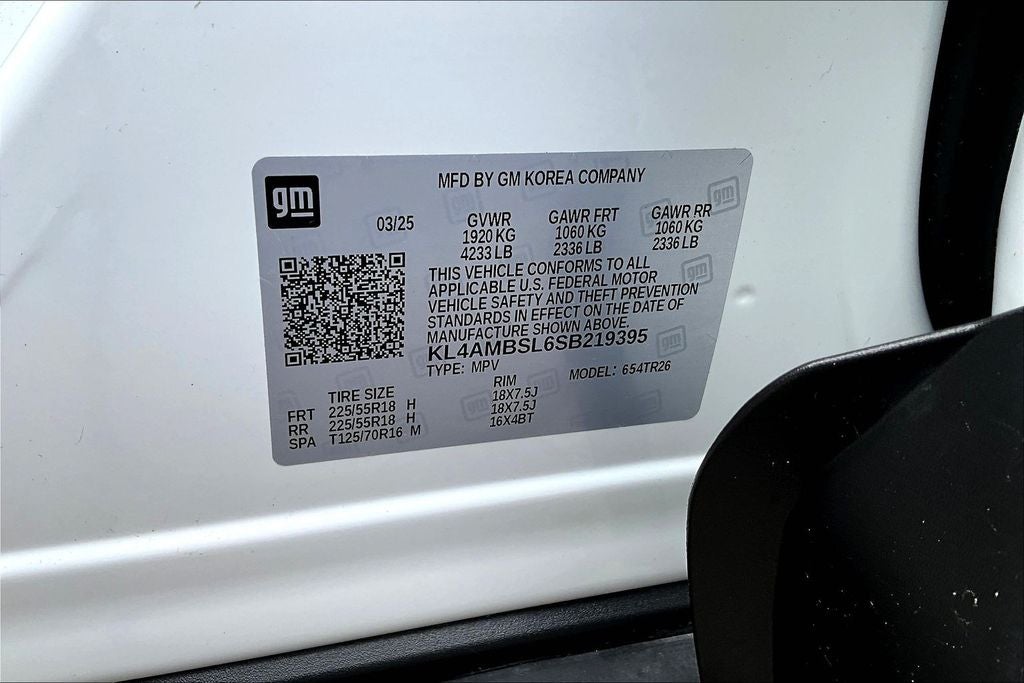 gm
MFD BY GM KOREA COMPANY
03/25 GVWR GAWR FRT GAWR RR
1920 KG 1060 KG 1060 KG
4233 LB 2336 LB 2336 LB
THIS VEHICLE CONFORMS TO ALL
APPLICABLE U.S. FEDERAL MOTOR
VEHICLE SAFETY AND THEFT PREVENTION
STANDARDS IN EFFECT ON THE DATE OF
MANUFACTURE SHOWN ABOVE.
KL4AMBSL6SB219395
TYPE: MPV MODEL: 654TR26
TIRE SIZE RIM
FRT 225/55R18 H 18X7.5J
RR 225/55R18 H 18X7.5J
SPA T125/70R16 M 16X4BT